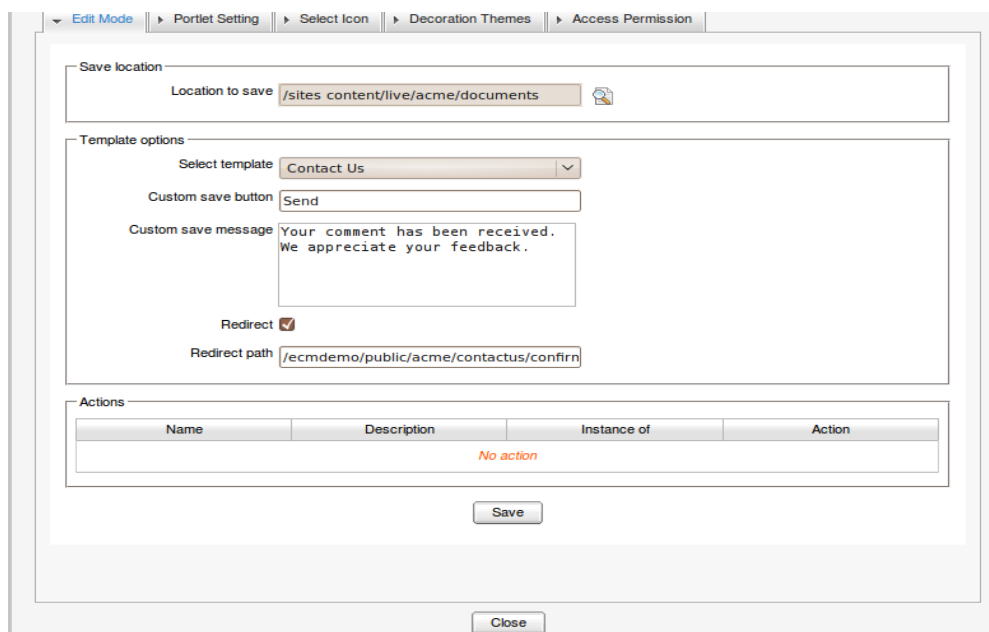 Edit Mode Portlet Setting Select Icon Decoration Themes Access Permission
Save location
Location to save /sites content/live/acme/documents
Template options
Select template Contact Us
Custom save button Send
Custom save message Your comment has been received.
We appreciate your feedback.
Redirect
Redirect path /ecmdemo/public/acme/contactus/confirn
Actions
Name Description Instance of Action
No action
Save
Close